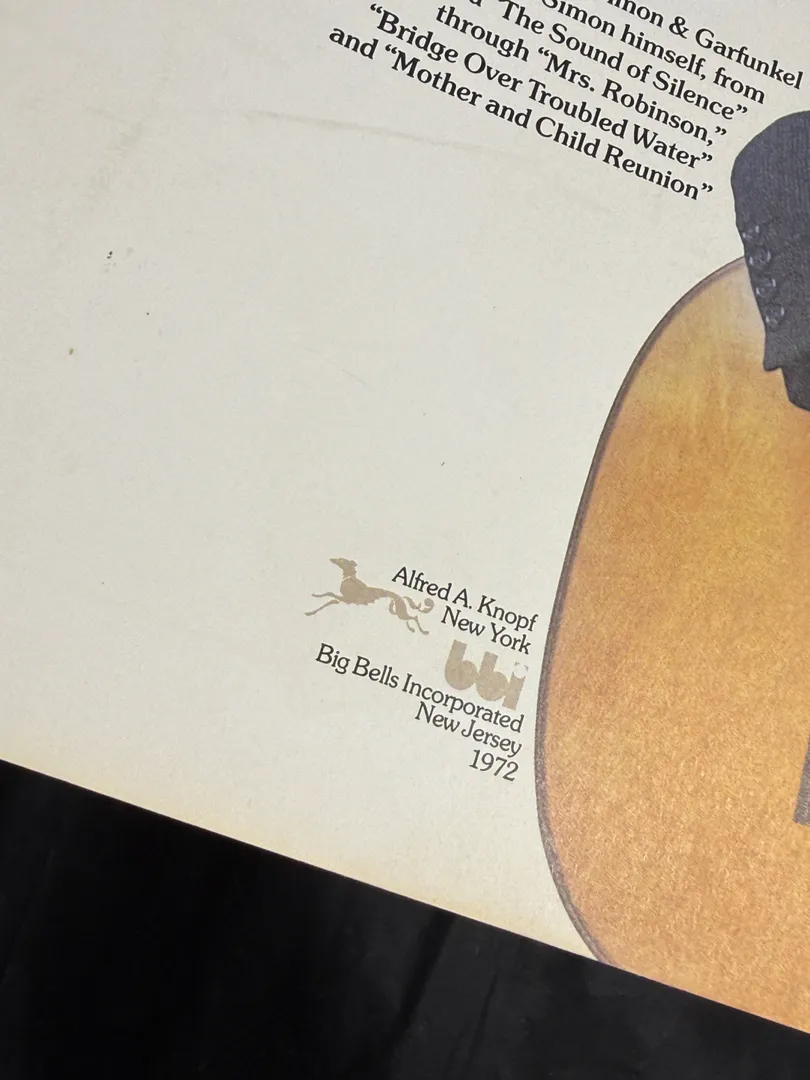 & Garfunkel
Simon himself, from
"The Sound of Silence"
through "Mrs. Robinson,"
"Bridge Over Troubled Water"
and "Mother and Child Reunion"
Alfred A. Knopf
New York
bbi
Big Bells Incorporated
New Jersey
1972